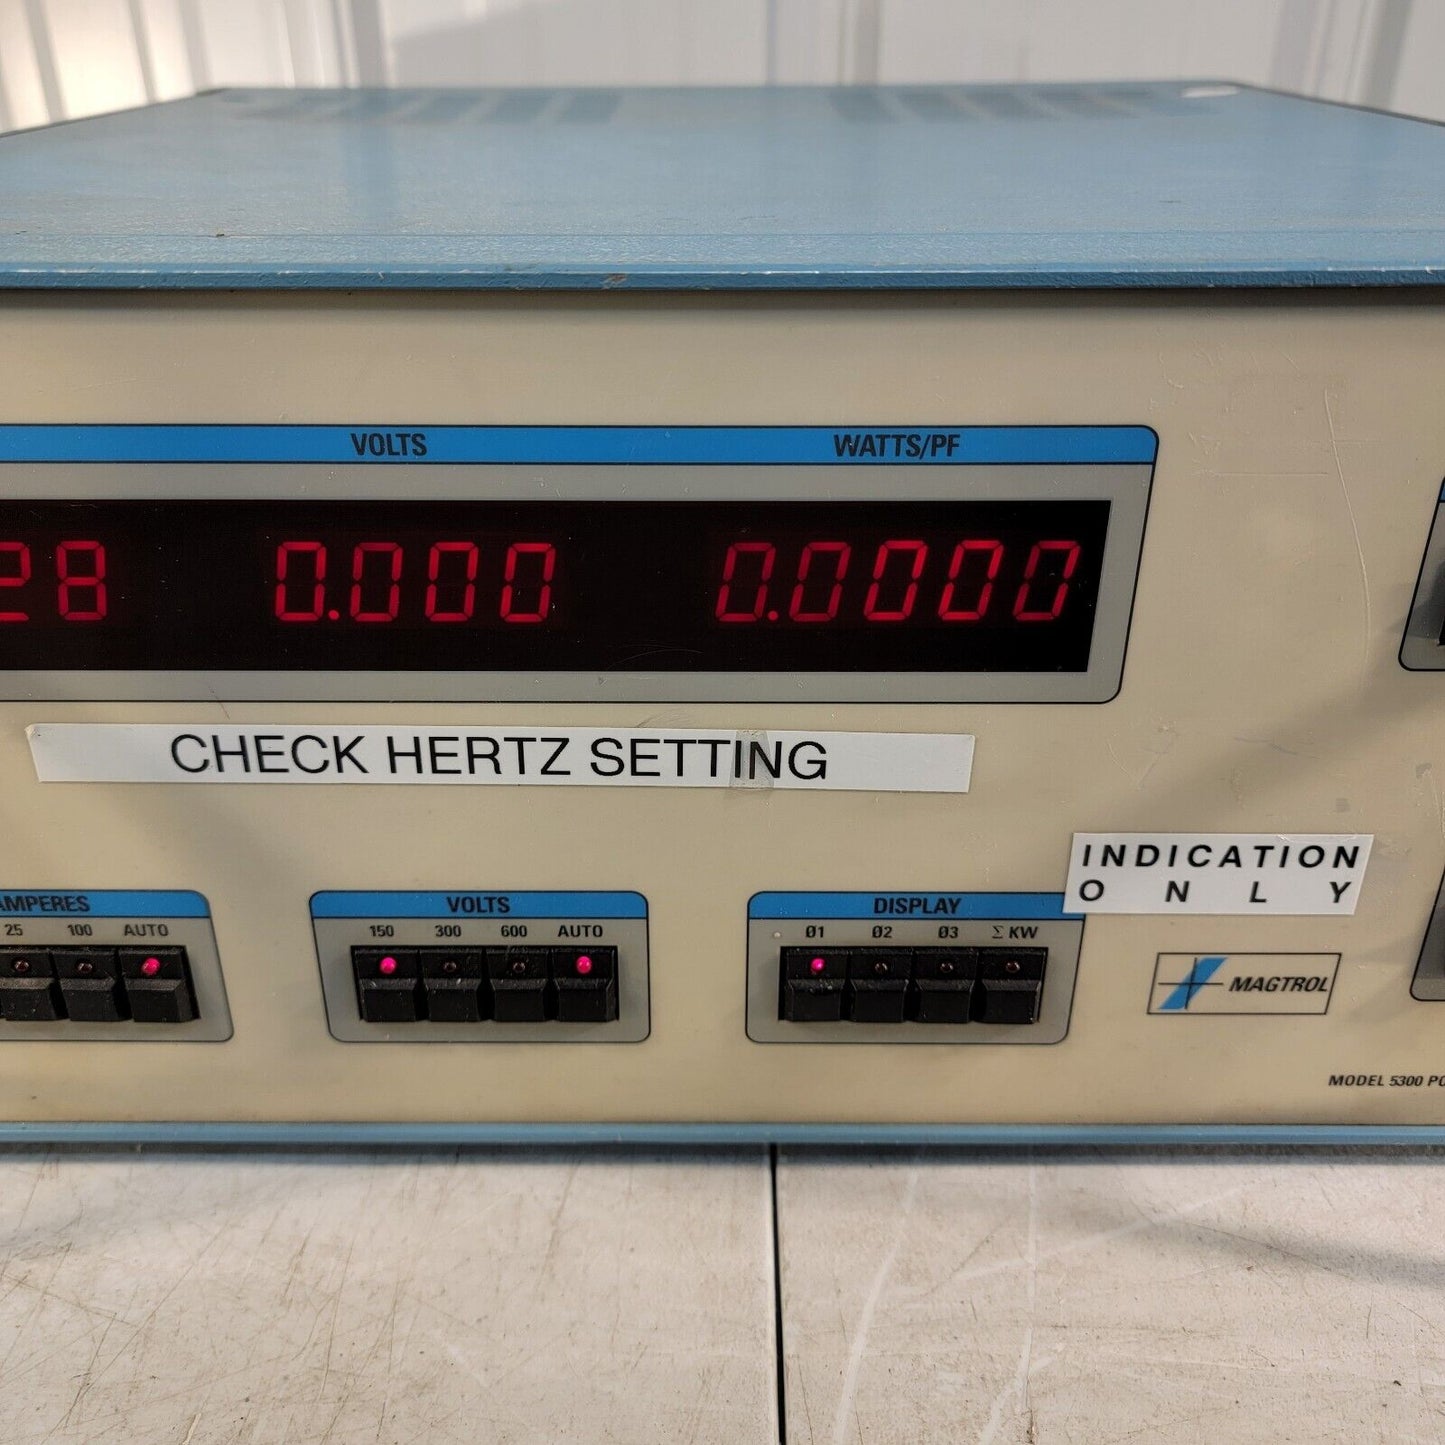 VOLTS WATTS/PF
28 0.000 0.0000
CHECK HERTZ SETTING
INDICATION
ONLY
AMPERES VOLTS DISPLAY
25 100 AUTO 150 300 600 AUTO Ø1 Ø2 Ø3 Σ KW
MAGTROL
MODEL 5300